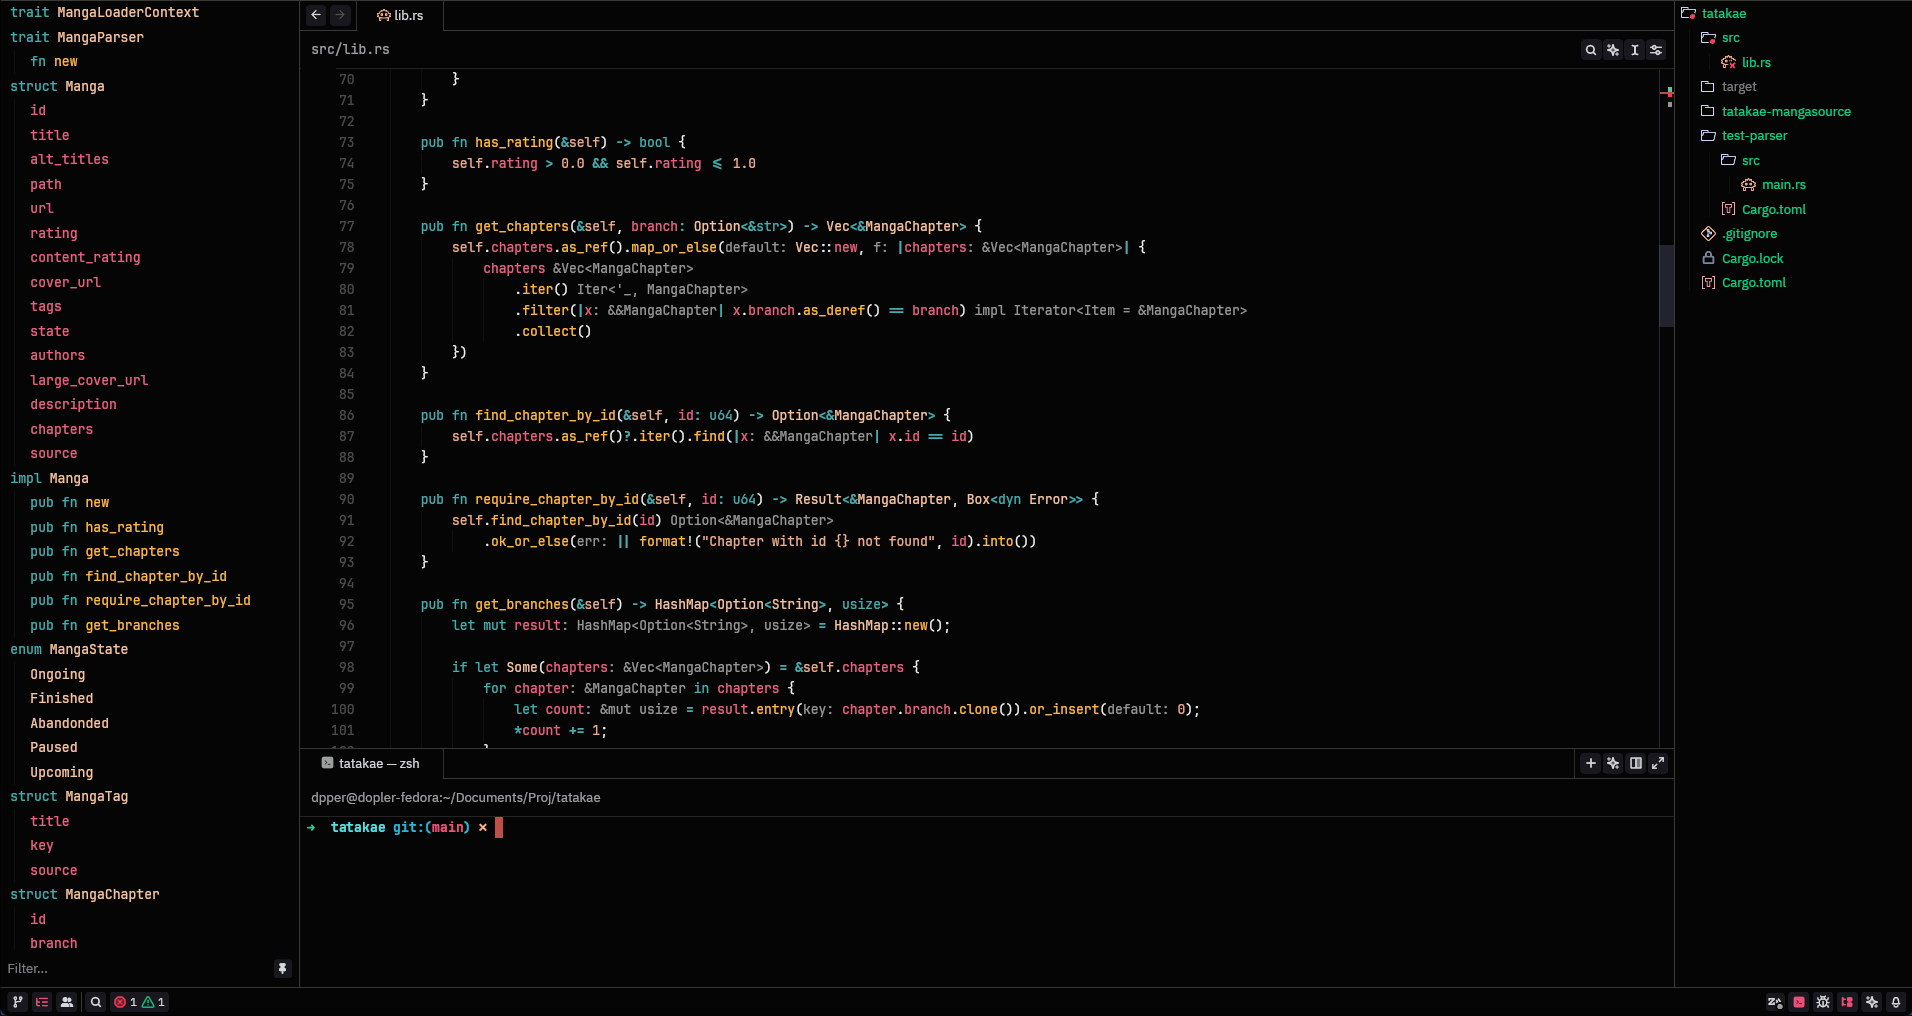 trait MangaLoaderContext
trait MangaParser
fn new
struct Manga
id
title
alt_titles
path
url
rating
content_rating
cover_url
tags
state
authors
large_cover_url
description
chapters
source
impl Manga
pub fn new
pub fn has_rating
pub fn get_chapters
pub fn find_chapter_by_id
pub fn require_chapter_by_id
pub fn get_branches
enum MangaState
Ongoing
Finished
Abandonded
Paused
Upcoming
struct MangaTag
title
key
source
struct MangaChapter
id
branch
Filter...
lib.rs
src/lib.rs
70 }
71 }
72
73 pub fn has_rating(&self) -> bool {
74 self.rating > 0.0 && self.rating <= 1.0
75 }
76
77 pub fn get_chapters(&self, branch: Option<&str>) -> Vec<&MangaChapter> {
78 self.chapters.as_ref().map_or_else(default: Vec::new, f: |chapters: &Vec<MangaChapter>| {
79 chapters &Vec<MangaChapter>
80 .iter() Iter<'_, MangaChapter>
81 .filter(|x: &&MangaChapter| x.branch.as_deref() == branch) impl Iterator<Item = &MangaChapter>
82 .collect()
83 })
84 }
85
86 pub fn find_chapter_by_id(&self, id: u64) -> Option<&MangaChapter> {
87 self.chapters.as_ref()?.iter().find(|x: &&MangaChapter| x.id == id)
88 }
89
90 pub fn require_chapter_by_id(&self, id: u64) -> Result<&MangaChapter, Box<dyn Error>> {
91 self.find_chapter_by_id(id) Option<&MangaChapter>
92 .ok_or_else(err: || format!("Chapter with id {} not found", id).into())
93 }
94
95 pub fn get_branches(&self) -> HashMap<Option<String>, usize> {
96 let mut result: HashMap<Option<String>, usize> = HashMap::new();
97
98 if let Some(chapters: &Vec<MangaChapter>) = &self.chapters {
99 for chapter: &MangaChapter in chapters {
100 let count: &mut usize = result.entry(key: chapter.branch.clone()).or_insert(default: 0);
101 *count += 1;
tatakae — zsh
dpper@dopler-fedora:~/Documents/Proj/tatakae
→ tatakae git:(main) ×
tatakae
src
lib.rs
target
tatakae-mangasource
test-parser
src
main.rs
Cargo.toml
.gitignore
Cargo.lock
Cargo.toml
1 1